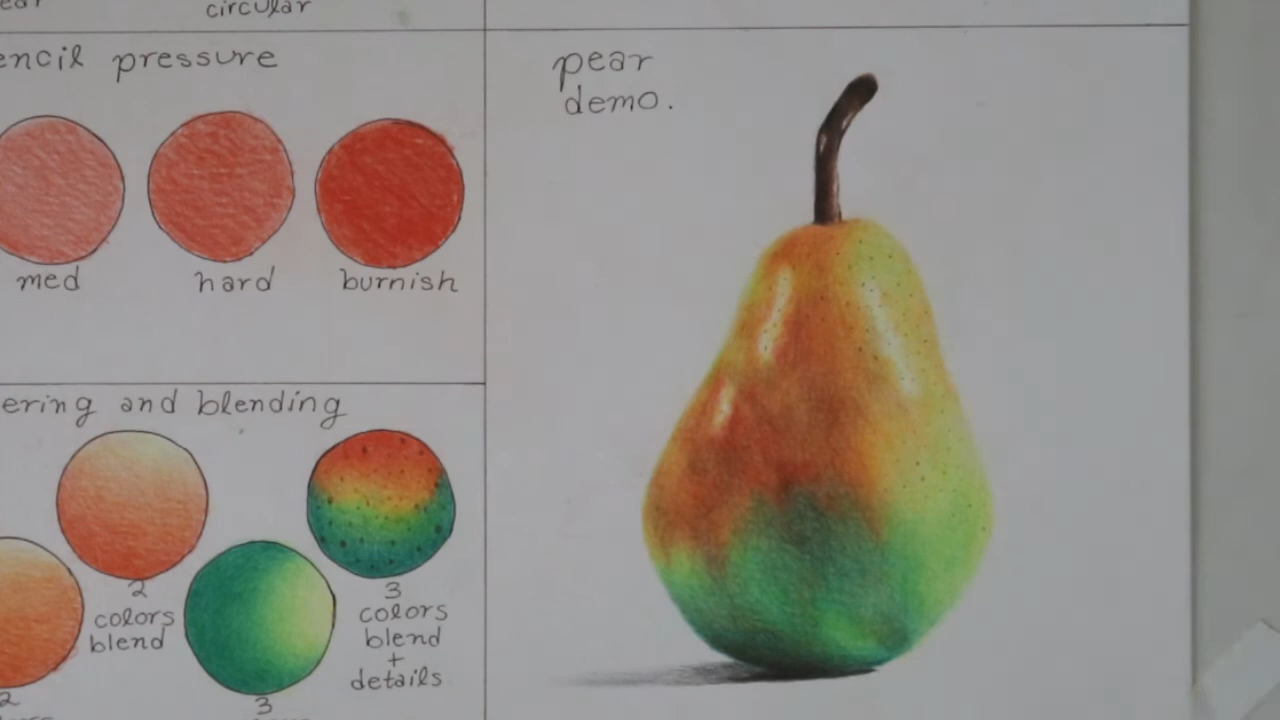 circular
encil pressure
med
hard
burnish
ering and blending
2
colors
blend
3
colors
blend
+
details
2
3
pear
demo.